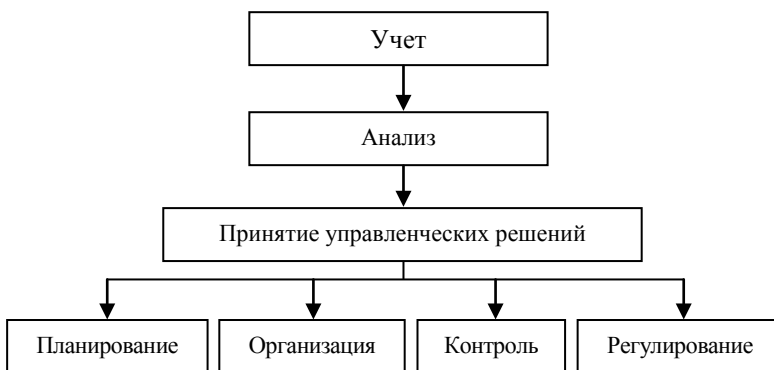 Учет
Анализ
Принятие управленческих решений
Планирование
Организация
Контроль
Регулирование